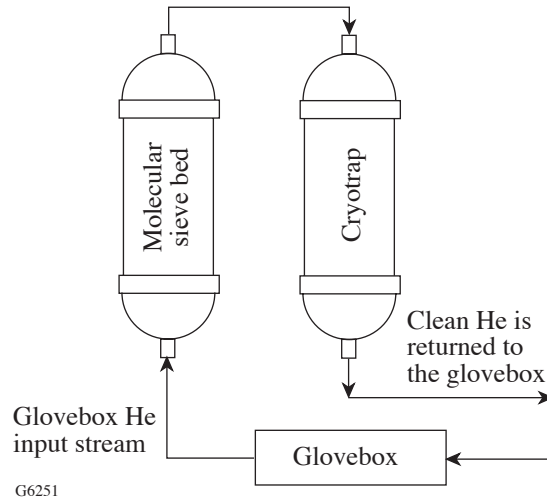 Molecular
sieve bed
Cryotrap
Clean He is
returned to
the glovebox
Glovebox He
input stream
Glovebox
G6251